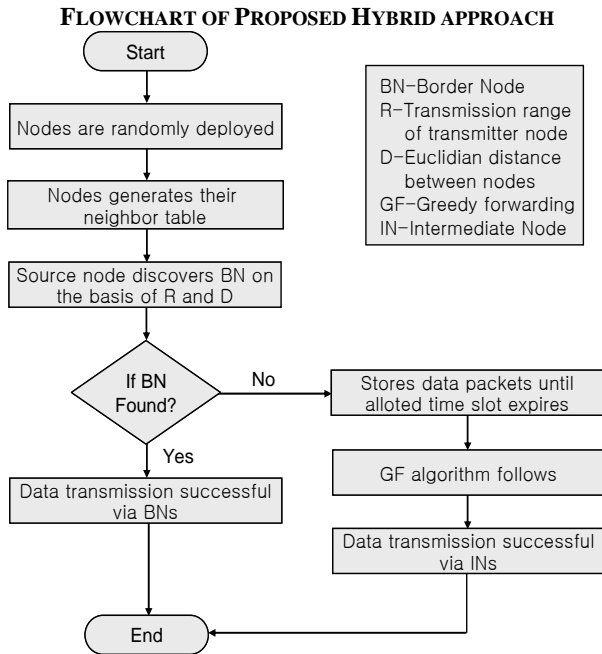 FLOWCHART OF PROPOSED HYBRID APPROACH
Start
Nodes are randomly deployed
Nodes generates their
neighbor table
Source node discovers BN on
the basis of R and D
If BN
Found?
No
Yes
Data transmission successful
via BNs
Stores data packets until
alloted time slot expires
GF algorithm follows
Data transmission successful
via INs
End
BN-Border Node
R-Transmission range
of transmitter node
D-Euclidian distance
between nodes
GF-Greedy forwarding
IN-Intermediate Node